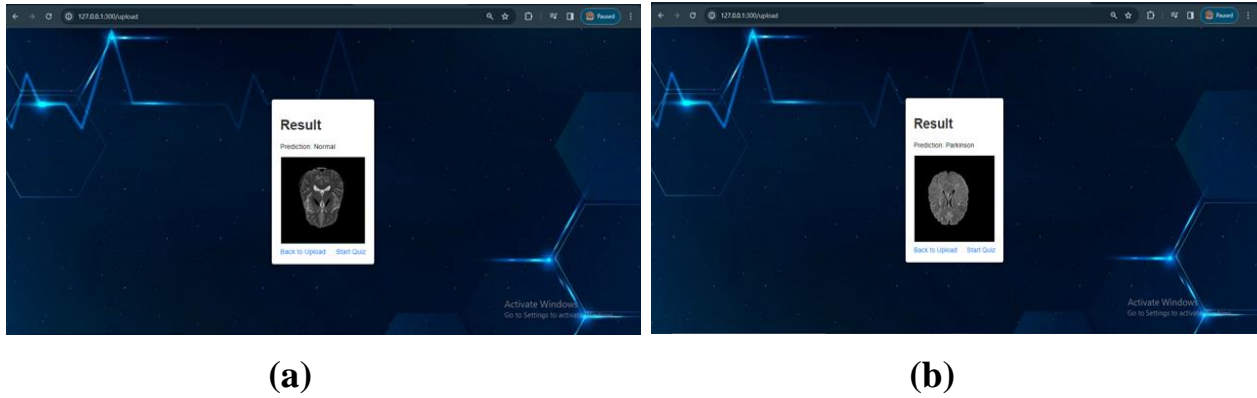 127.0.0.1:300/upload
Paused
Result
Prediction: Normal
Back to Upload Start Quiz
Activate Windows
Go to Settings to activate Windows.
(a)
127.0.0.1:300/upload
Paused
Result
Prediction: Parkinson
Back to Upload Start Quiz
Activate Windows
Go to Settings to activate Windows.
(b)